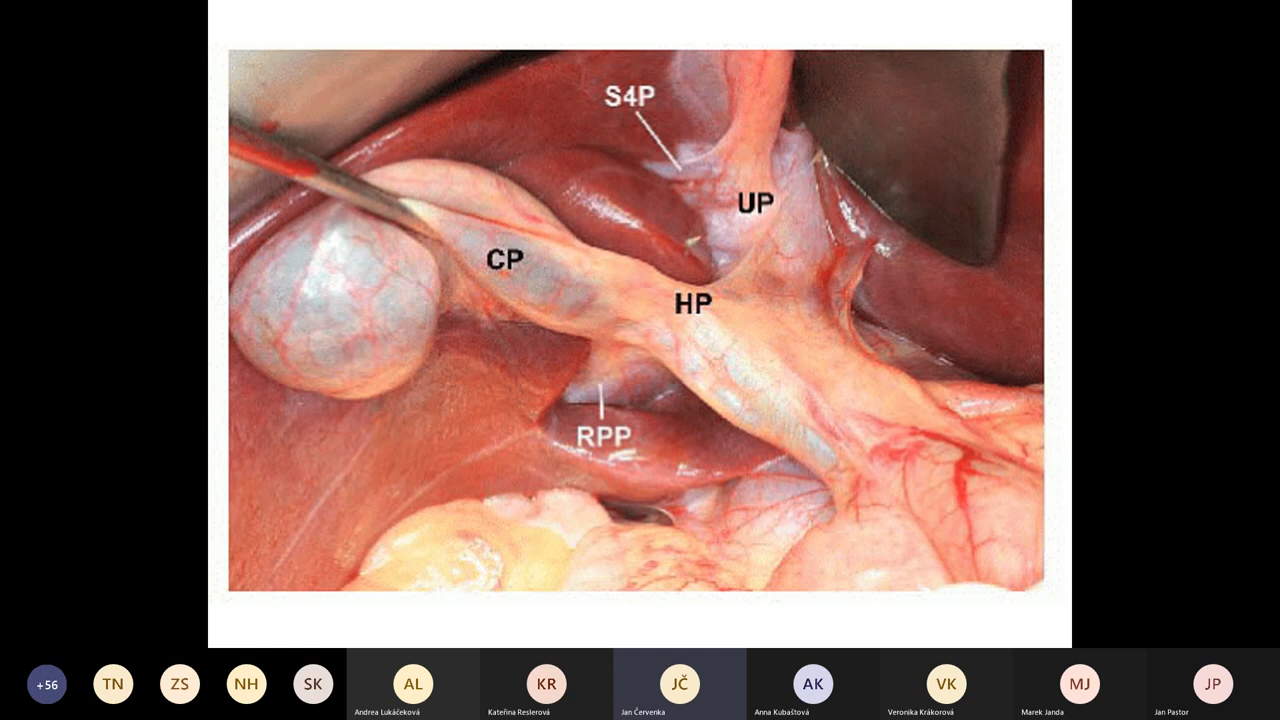 S4P
UP
CP
HP
RPP
+56
TN
ZS
NH
SK
AL
KR
JČ
AK
VK
MJ
JP
Andrea Lukáčeková
Kateřina Reslerová
Jan Červenka
Anna Kubaštová
Veronika Krákorová
Marek Janda
Jan Pastor